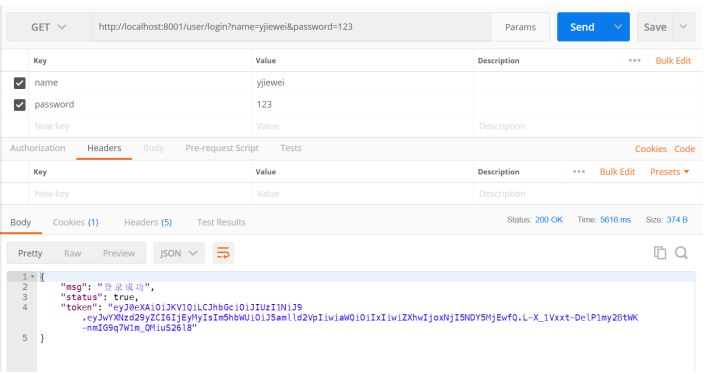 GET http://localhost:8001/user/login?name=yjiewei&password=123 Params Send Save
Key Value Description ••• Bulk Edit
name yjiewei
password 123
New key Value Description
Authorization Headers Body Pre-request Script Tests Cookies Code
Key Value Description ••• Bulk Edit Presets
New key Value Description
Body Cookies (1) Headers (5) Test Results Status: 200 OK Time: 5616 ms Size: 374 B
Pretty Raw Preview JSON
1 {
2 "msg": "登录成功",
3 "status": true,
4 "token": "eyJ0eXAiOiJKV1QiLCJhbGciOiJIUzI1NiJ9
.eyJwYXNzd29yZCI6IjEyMyIsIm5hbWUiOiJ5amlld2VpIiwiaWQiOiIxIiwiZXhwIjoxNjI5NDY5MjEwfQ.L-X_1Vxxt-DelP1my2BtWK
-nmIG9q7W1m_QMiuS26l8"
5 }